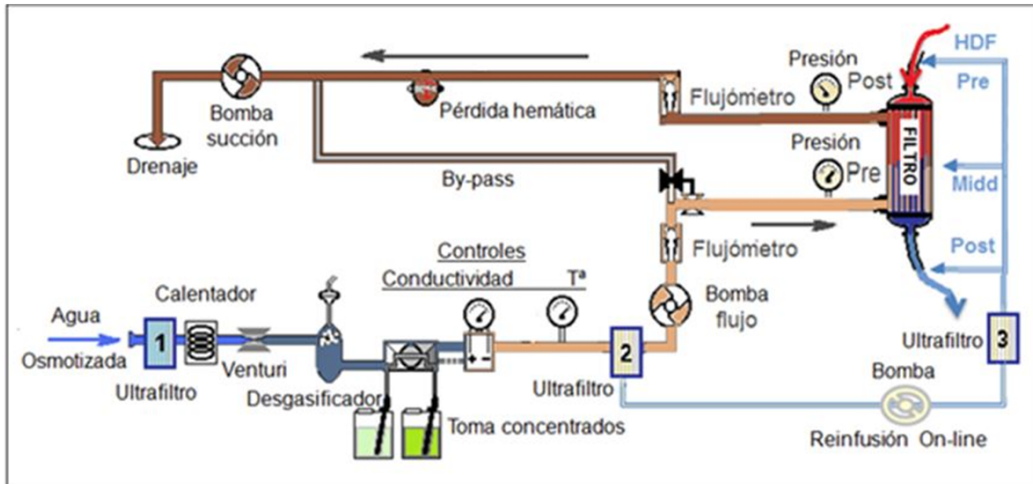 HDF
Presión
Post
Pre
Flujómetro
Bomba
succión
Pérdida hemática
Drenaje
Presión
FILTRO
By-pass
Pre
Midd
Controles
Flujómetro
Post
Conductividad Tª
Calentador
Bomba
flujo
Agua
Osmotizada
1
2
3
Ultrafiltro
Venturi
Ultrafiltro
Ultrafiltro
Bomba
Desgasificador
+ -
Toma concentrados
Reinfusión On-line